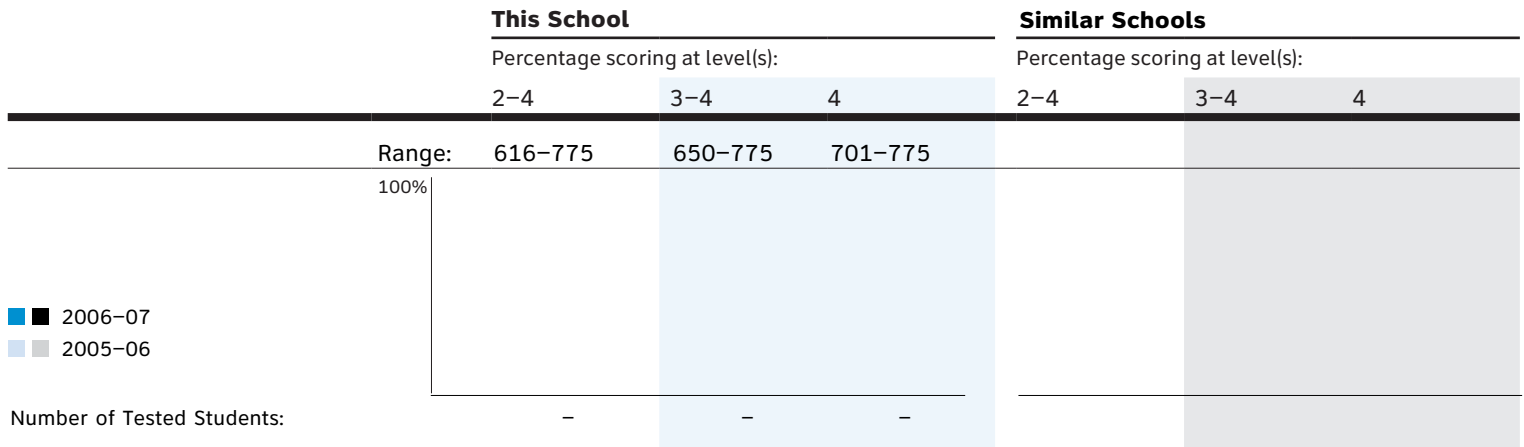 This School Similar Schools
Percentage scoring at level(s): Percentage scoring at level(s):
2–4 3–4 4 2–4 3–4 4
Range: 616–775 650–775 701–775
100%
2006–07
2005–06
Number of Tested Students: – – –